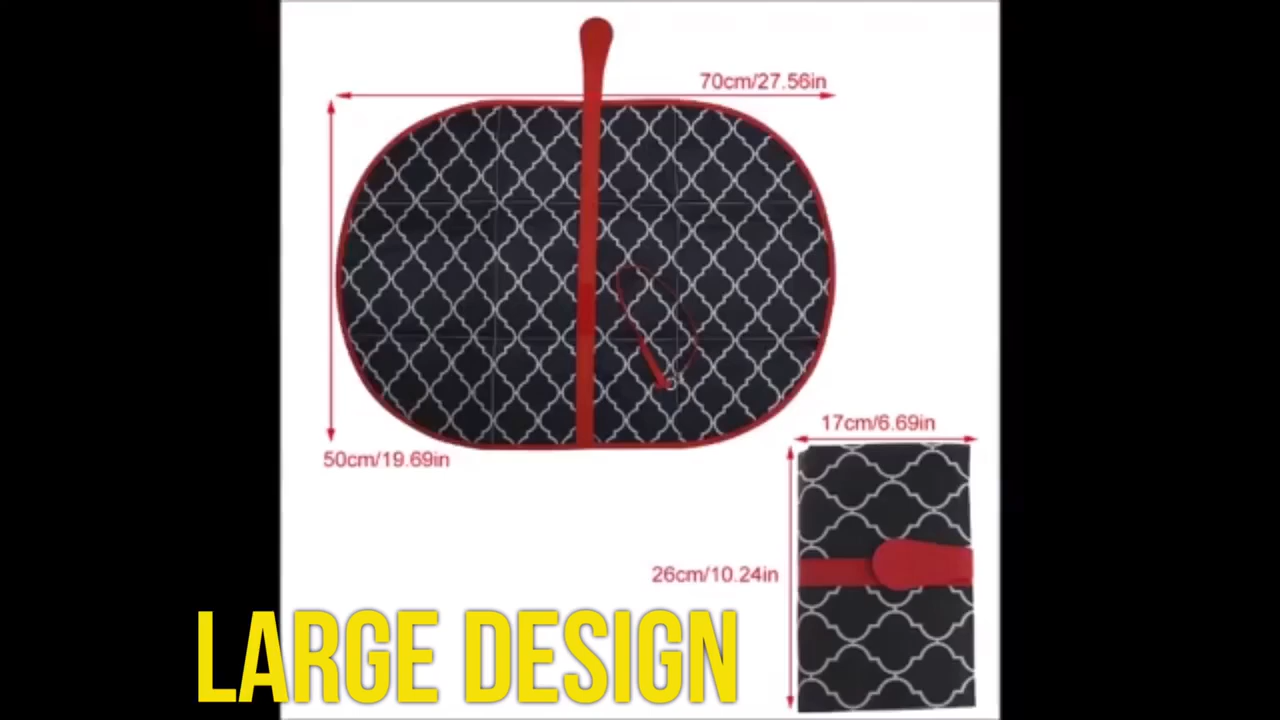 70cm/27.56in
50cm/19.69in
17cm/6.69in
26cm/10.24in
LARGE DESIGN